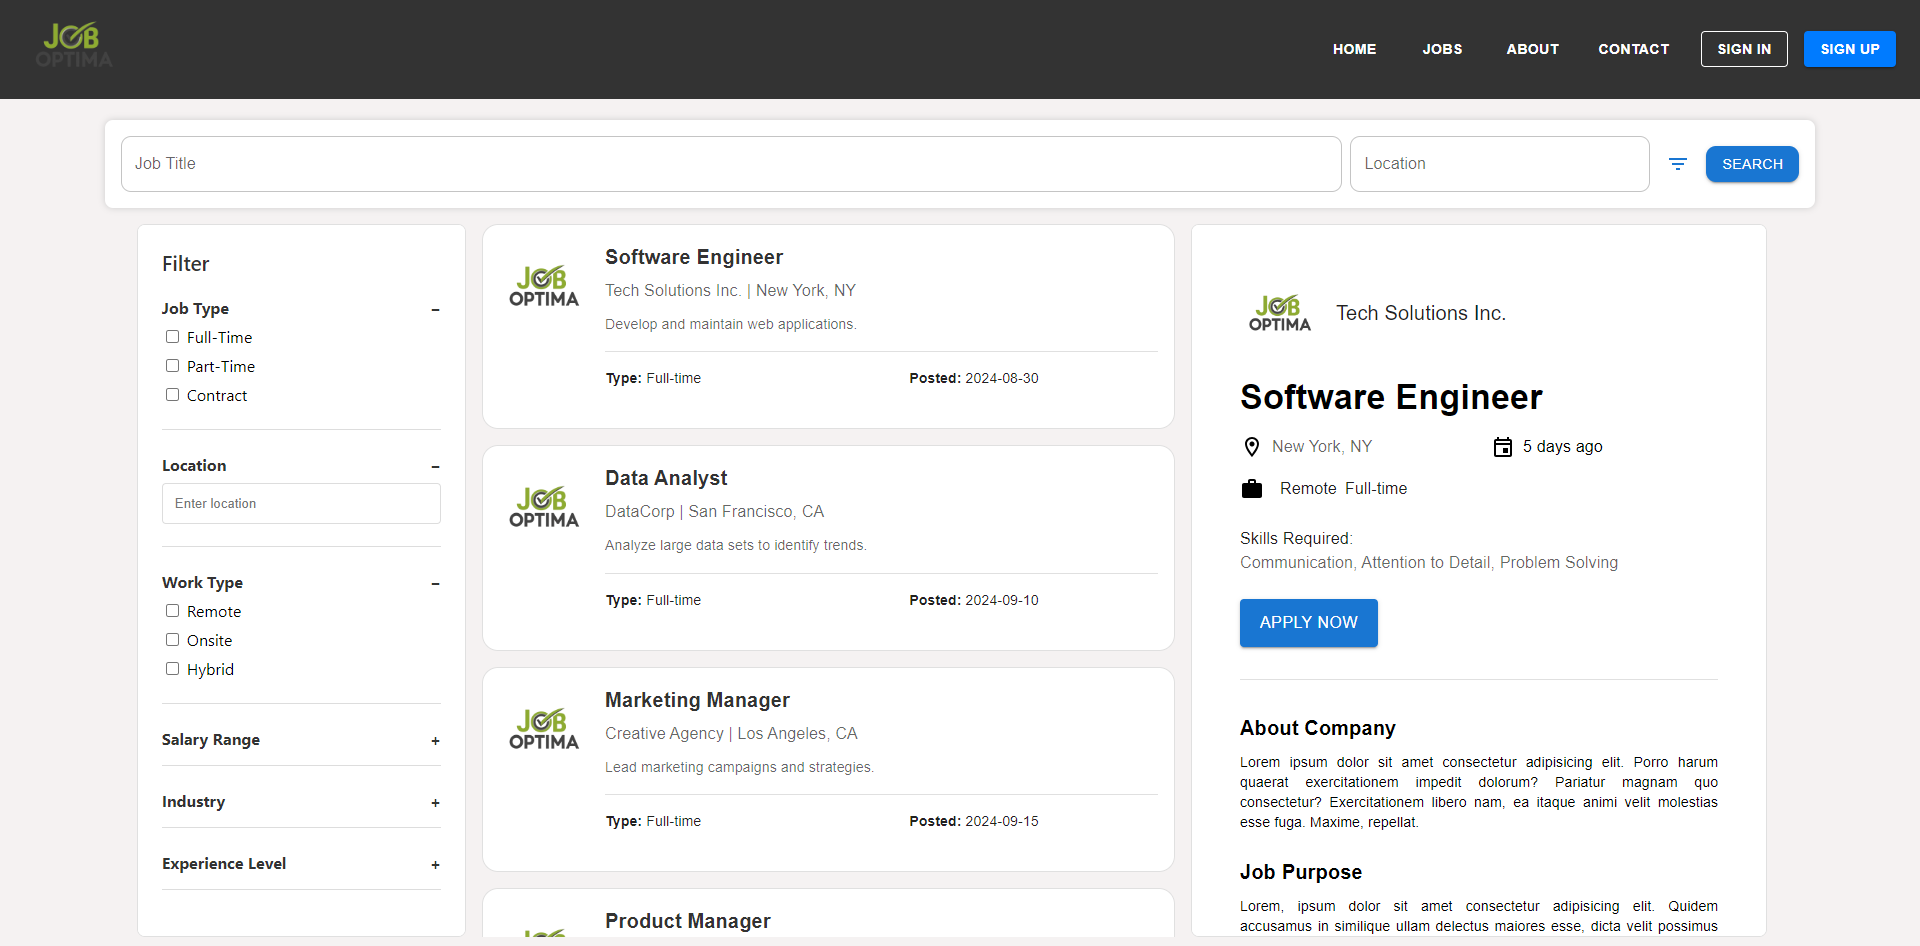 JOB
OPTIMA
HOME
JOBS
ABOUT
CONTACT
SIGN IN
SIGN UP
Job Title
Location
SEARCH
Filter
Job Type
–
Full-Time
Part-Time
Contract
Location
–
Enter location
Work Type
–
Remote
Onsite
Hybrid
Salary Range
+
Industry
+
Experience Level
+
JOB
OPTIMA
Software Engineer
Tech Solutions Inc. | New York, NY
Develop and maintain web applications.
Type: Full-time
Posted: 2024-08-30
JOB
OPTIMA
Data Analyst
DataCorp | San Francisco, CA
Analyze large data sets to identify trends.
Type: Full-time
Posted: 2024-09-10
JOB
OPTIMA
Marketing Manager
Creative Agency | Los Angeles, CA
Lead marketing campaigns and strategies.
Type: Full-time
Posted: 2024-09-15
Product Manager
JOB
OPTIMA
Tech Solutions Inc.
Software Engineer
New York, NY
5 days ago
Remote Full-time
Skills Required:
Communication, Attention to Detail, Problem Solving
APPLY NOW
About Company
Lorem ipsum dolor sit amet consectetur adipisicing elit. Porro harum
quaerat exercitationem impedit dolorum? Pariatur magnam quo
consectetur? Exercitationem libero nam, ea itaque animi velit molestias
esse fuga. Maxime, repellat.
Job Purpose
Lorem, ipsum dolor sit amet consectetur adipisicing elit. Quidem
accusamus in similique ullam delectus maiores esse, dicta velit possimus